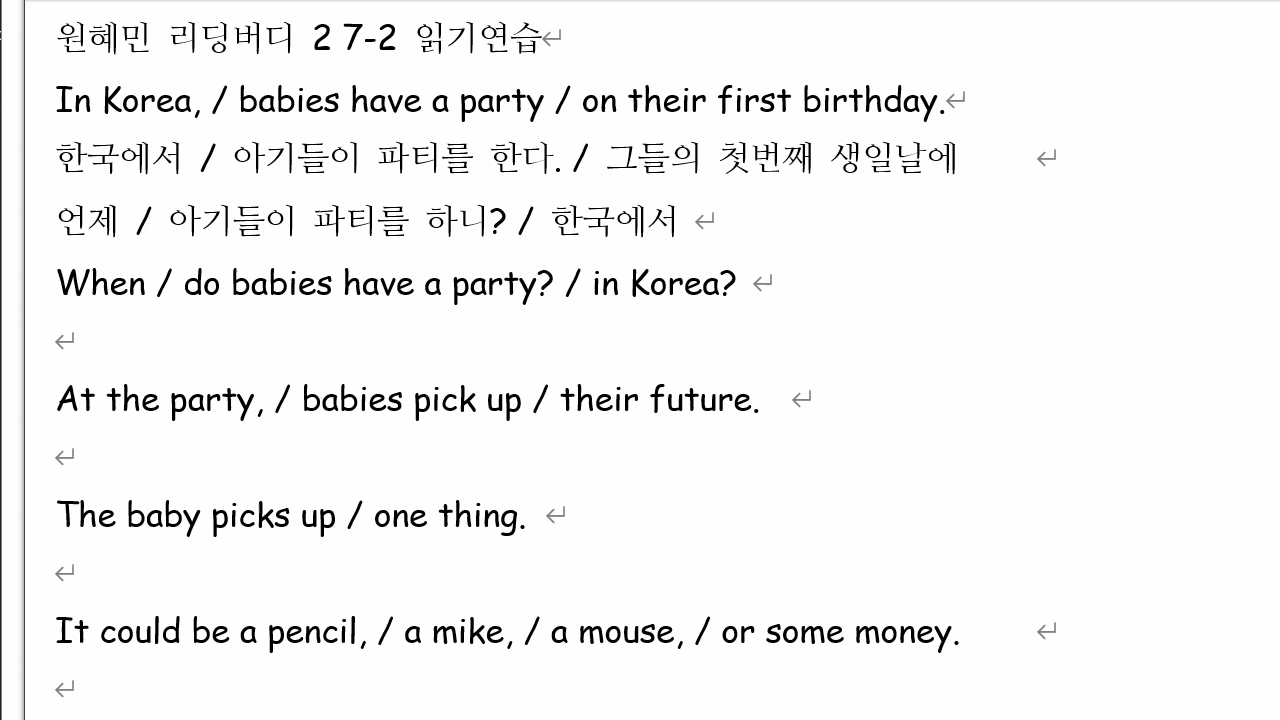 원혜민 리딩버디 2 7-2 읽기연습
In Korea, / babies have a party / on their first birthday.
한국에서 / 아기들이 파티를 한다. / 그들의 첫번째 생일날에
언제 / 아기들이 파티를 하니? / 한국에서
When / do babies have a party? / in Korea?
At the party, / babies pick up / their future.
The baby picks up / one thing.
It could be a pencil, / a mike, / a mouse, / or some money.